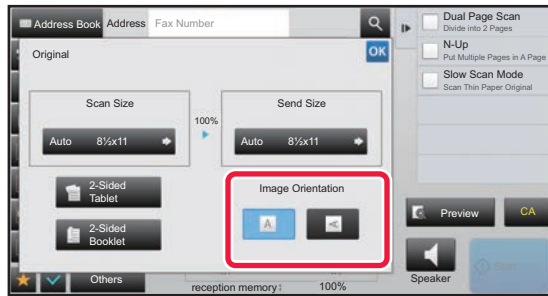 Address Book Address Fax Number
Original
OK
Scan Size
100%
Send Size
Auto 8½x11
Auto 8½x11
2-Sided
Tablet
2-Sided
Booklet
Image Orientation
A
A
Others
reception memory: 100%
Dual Page Scan
Divide into 2 Pages
N-Up
Put Multiple Pages in A Page
Slow Scan Mode
Scan Thin Paper Original
Preview
CA
Speaker
Start